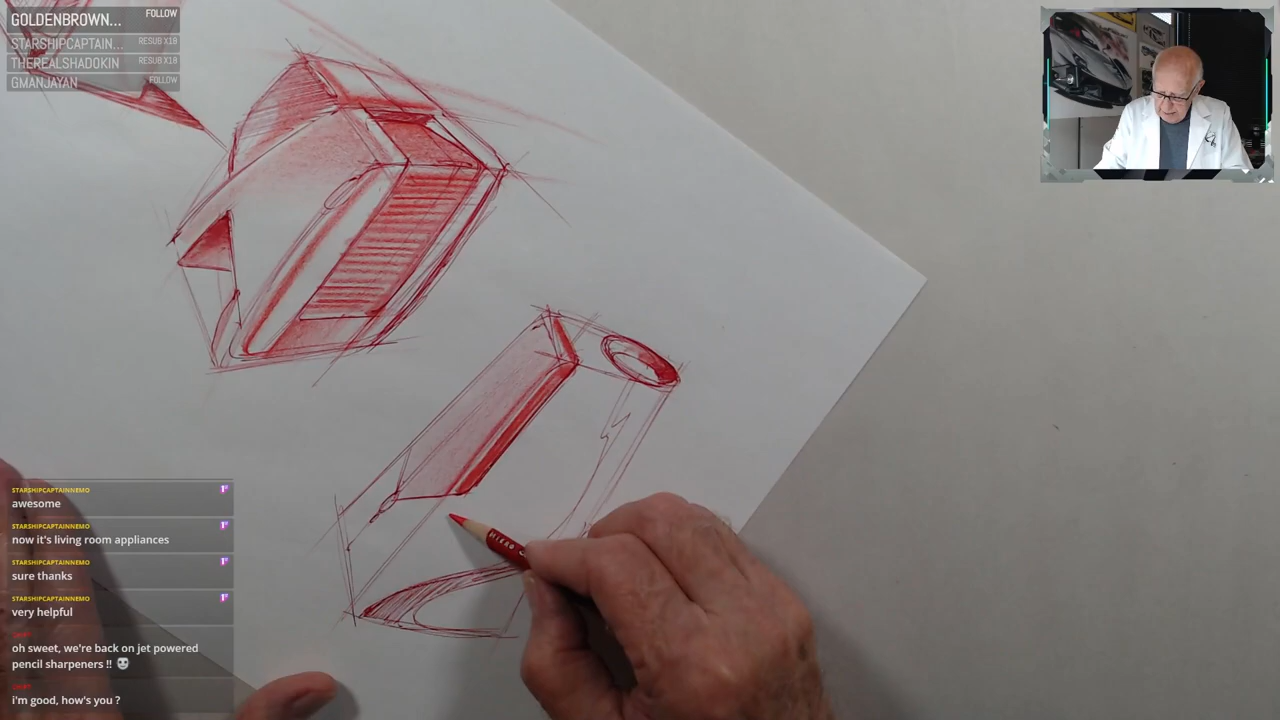 GOLDENBROWN... FOLLOW
STARSHIPCAPTAIN... RESUB X18
THEREALSHADOKIN RESUB X18
GMANJAYAN FOLLOW
STARSHIPCAPTAINNEMO
awesome
STARSHIPCAPTAINNEMO
now it's living room appliances
STARSHIPCAPTAINNEMO
sure thanks
STARSHIPCAPTAINNEMO
very helpful
oh sweet, we're back on jet powered
pencil sharpeners !!
i'm good, how's you ?